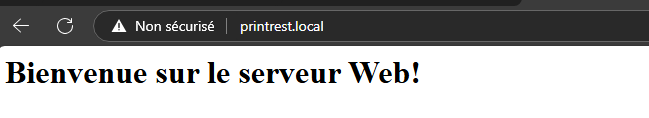 Non sécurisé printrest.local
Bienvenue sur le serveur Web!